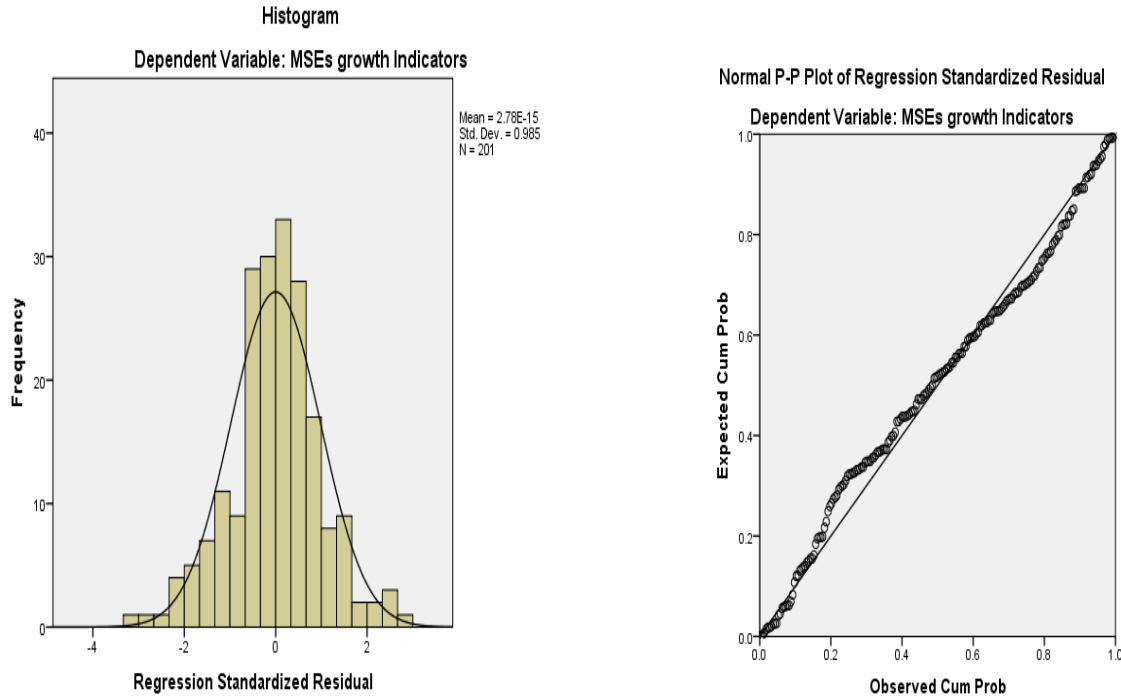 Histogram
Dependent Variable: MSEs growth Indicators
Mean = 2.78E-15
Std. Dev. = 0.985
N = 201
40
30
20
10
0
Frequency
-4 -2 0 2
Regression Standardized Residual
Normal P-P Plot of Regression Standardized Residual
Dependent Variable: MSEs growth Indicators
1.0
0.8
0.6
0.4
0.2
0.0
Expected Cum Prob
0.0 0.2 0.4 0.6 0.8 1.0
Observed Cum Prob